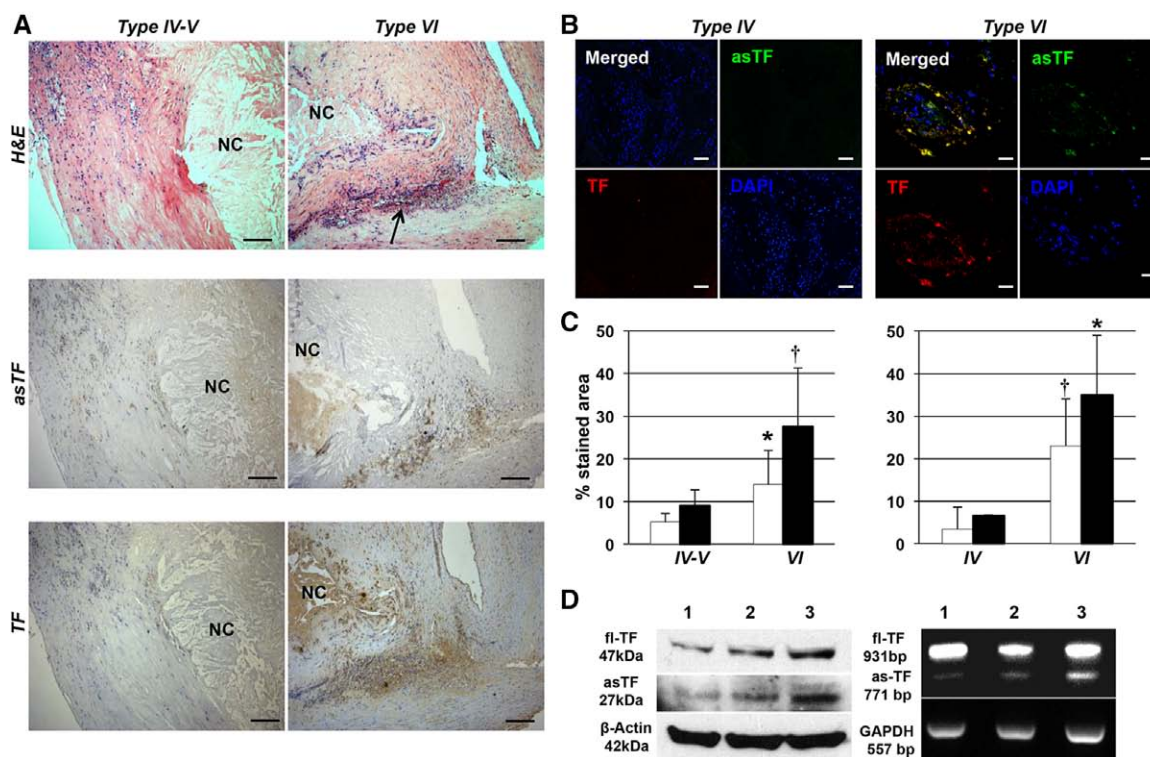 A
Type IV-V
Type VI
H&E
NC
NC
asTF
NC
NC
TF
NC
NC
B
Type IV
Type VI
Merged
asTF
TF
DAPI
Merged
asTF
TF
DAPI
C
% stained area
50
40
30
20
10
0
*
†
IV-V
VI
50
40
30
20
10
0
†
*
IV
VI
D
1 2 3
fl-TF
47kDa
asTF
27kDa
β-Actin
42kDa
1 2 3
fl-TF
931bp
as-TF
771 bp
GAPDH
557 bp